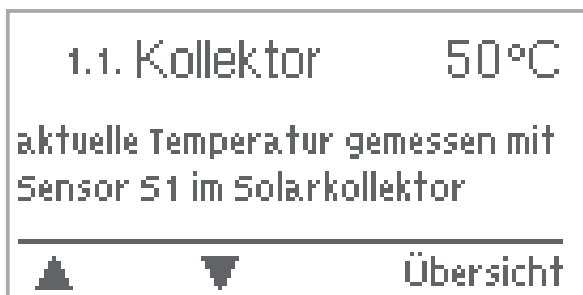 1.1. Kollektor 50°C
aktuelle Temperatur gemessen mit
Sensor S1 im Solarkollektor
Übersicht